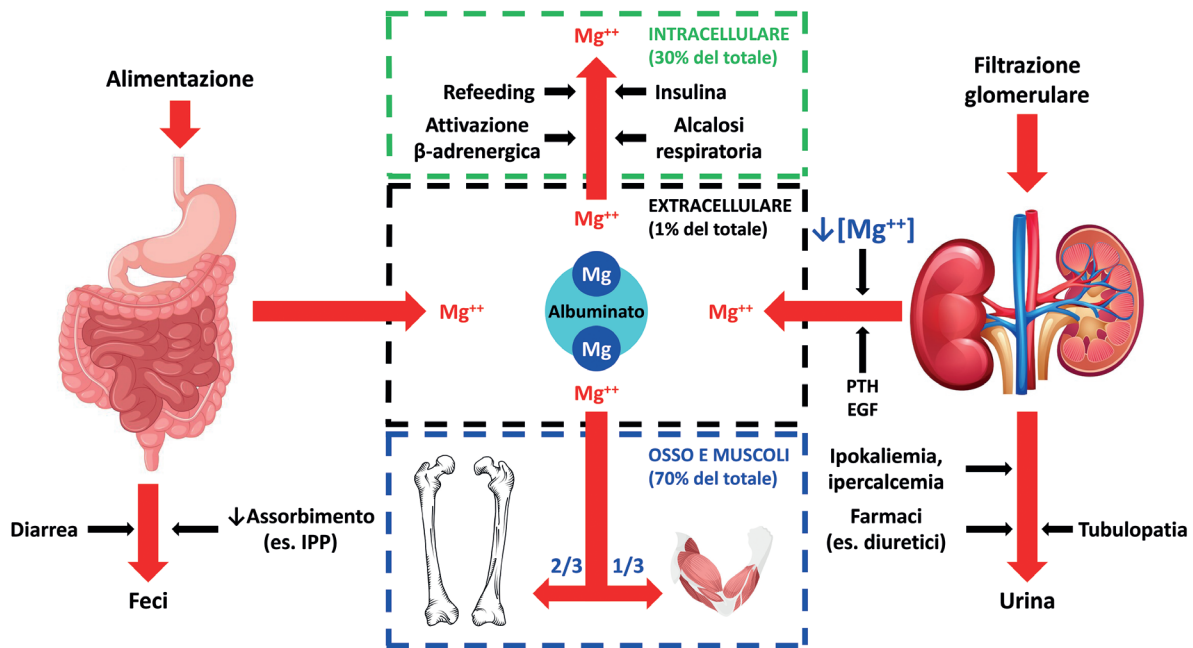 Alimentazione
Diarrea
↓Assorbimento
(es. IPP)
Feci
INTRACELLULARE
(30% del totale)
Mg⁺⁺
Refeeding
Insulina
Attivazione
β-adrenergica
Alcalosi
respiratoria
EXTRACELLULARE
(1% del totale)
Mg⁺⁺
Mg
Albuminato
Mg
Mg⁺⁺
Mg⁺⁺
Mg⁺⁺
OSSO E MUSCOLI
(70% del totale)
2/3
1/3
Filtrazione
glomerulare
↓[Mg⁺⁺]
PTH
EGF
Ipokaliemia,
ipercalcemia
Farmaci
(es. diuretici)
Tubulopatia
Urina